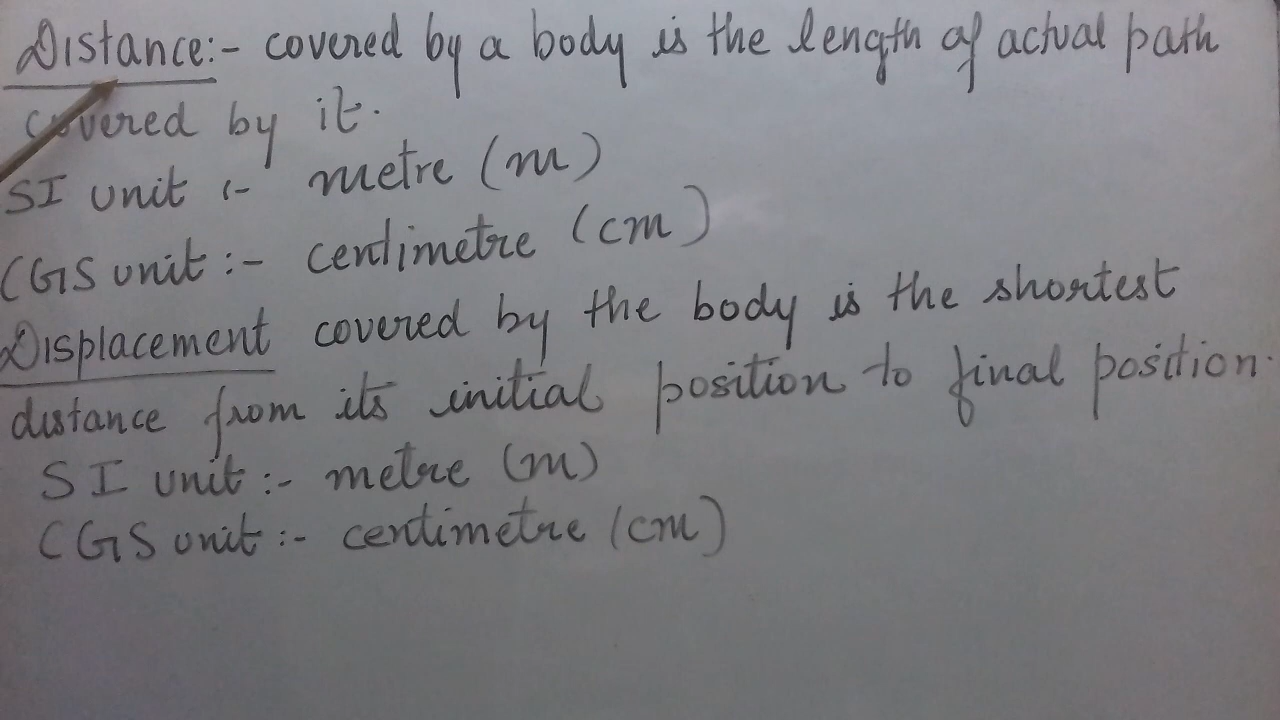 Distance:- covered by a body is the length of actual path
covered by it.
SI unit :- metre (m)
CGS unit :- centimetre (cm)
Displacement covered by the body is the shortest
distance from its initial position to final position.
SI unit :- metre (m)
CGS unit :- centimetre (cm)